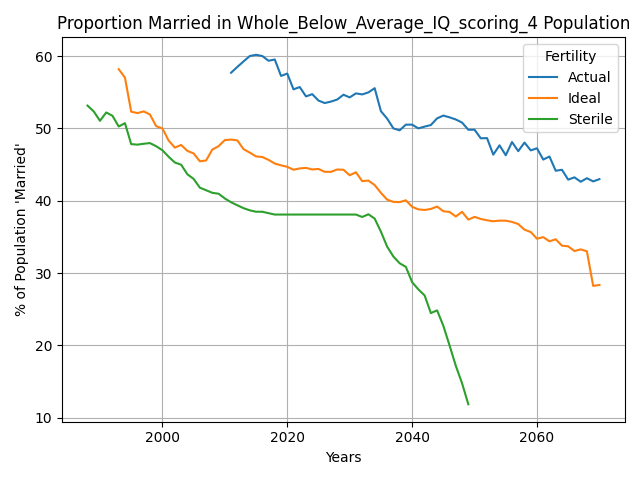 Proportion Married in Whole_Below_Average_IQ_scoring_4 Population
Fertility
Actual
Ideal
Sterile
% of Population 'Married'
60
50
40
30
20
10
2000
2020
2040
2060
Years